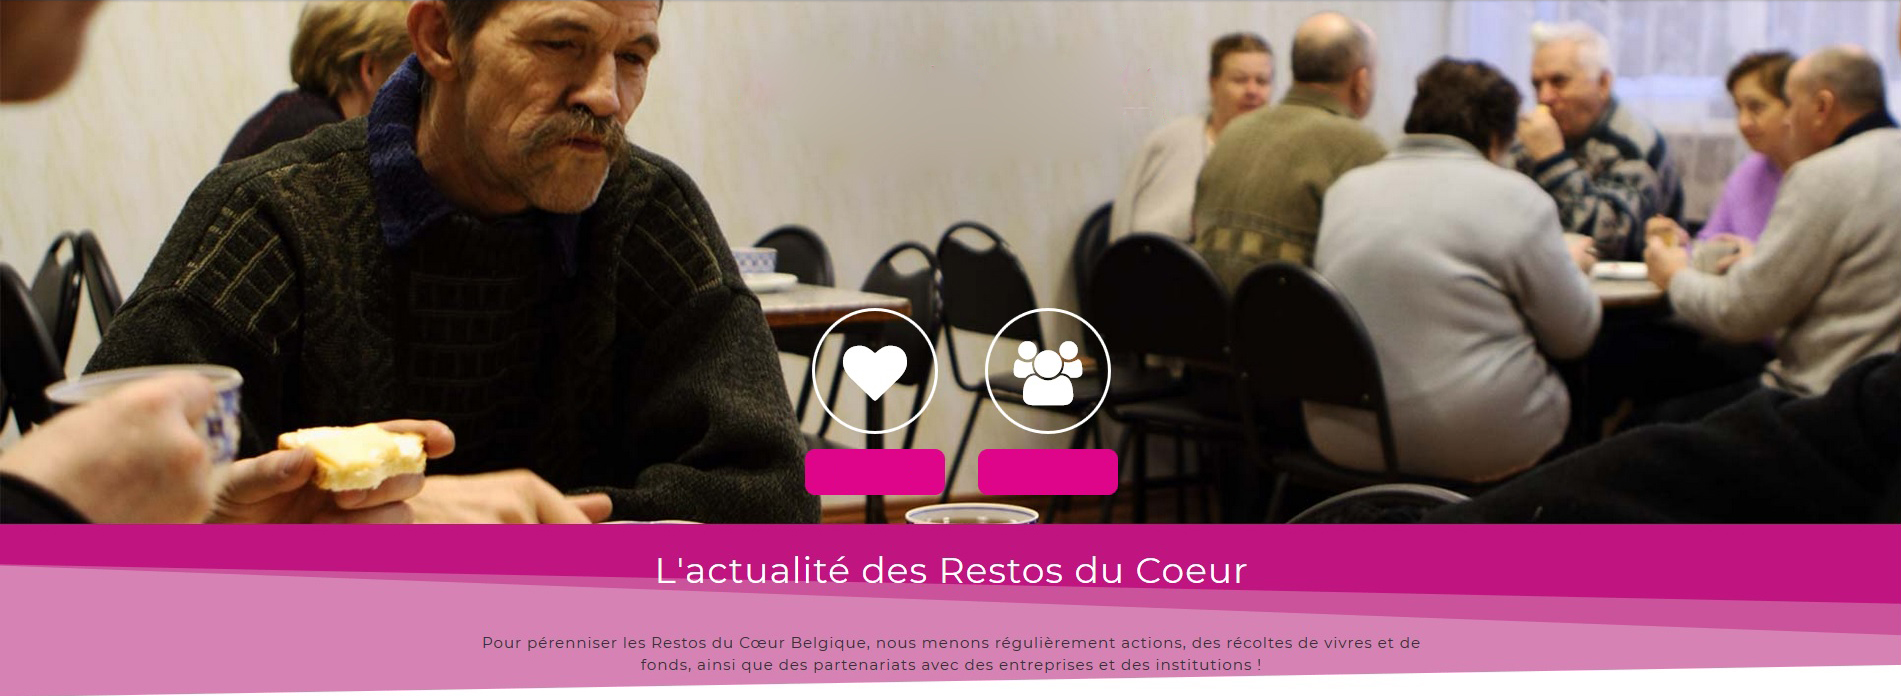 L'actualité des Restos du Coeur
Pour pérenniser les Restos du Cœur Belgique, nous menons régulièrement actions, des récoltes de vivres et de
fonds, ainsi que des partenariats avec des entreprises et des institutions !